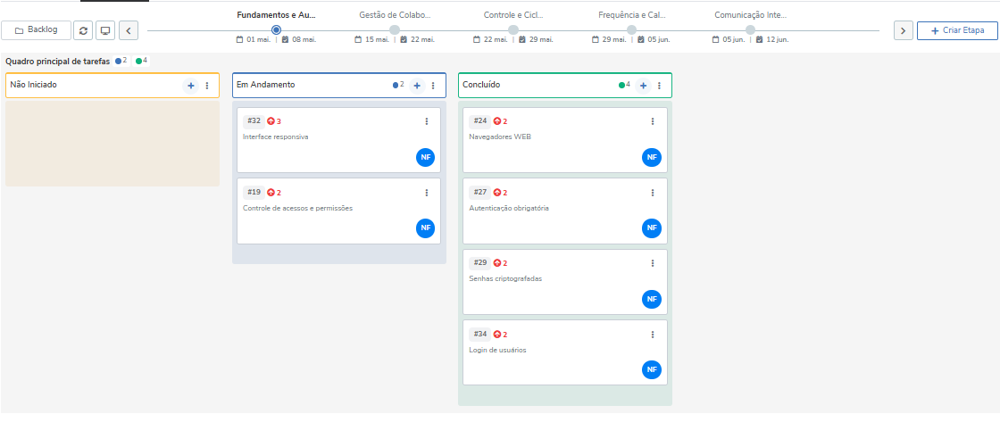 Fundamentos e Au...
Gestão de Colabo...
Controle e Cicl...
Frequência e Cal...
Comunicação Inte...
Backlog
Criar Etapa
01 mai. | 08 mai.
15 mai. | 22 mai.
22 mai. | 29 mai.
29 mai. | 05 jun.
05 jun. | 12 jun.
Quadro principal de tarefas 2 4
Não Iniciado
Em Andamento 2
#32 3
Interface responsiva
NF
#19 2
Controle de acessos e permissões
NF
Concluído 4
#24 2
Navegadores WEB
NF
#27 2
Autenticação obrigatória
NF
#29 2
Senhas criptografadas
NF
#34 2
Login de usuários
NF